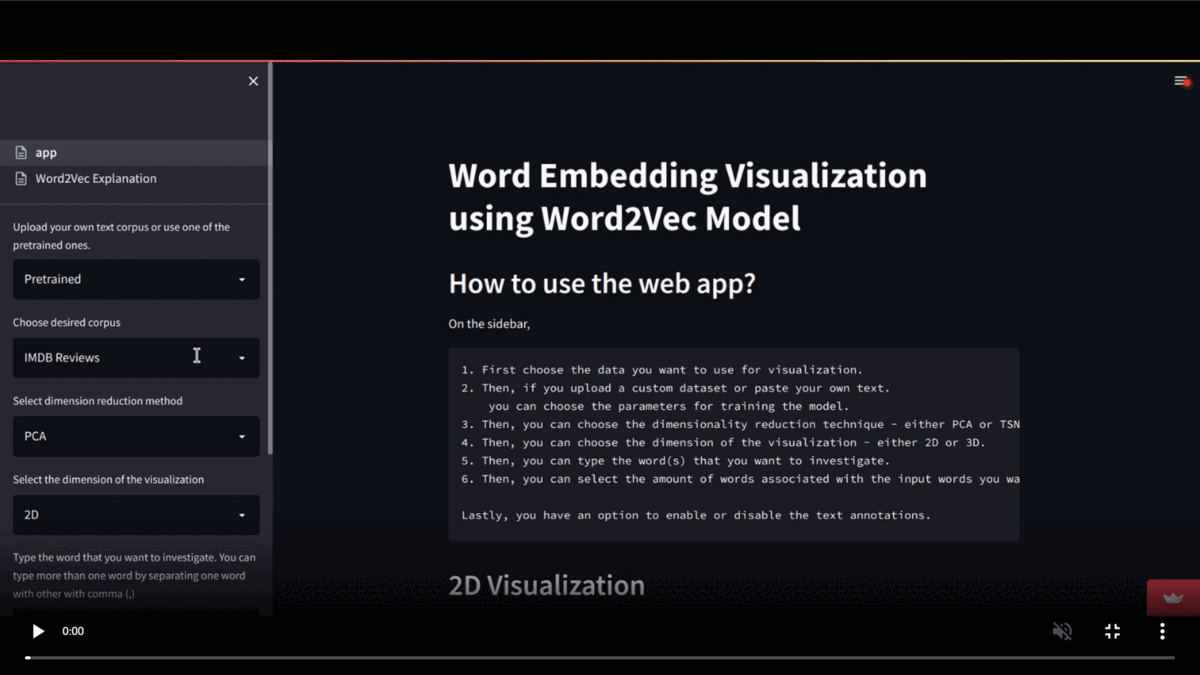 app
Word2Vec Explanation
Upload your own text corpus or use one of the
pretrained ones.
Pretrained
Choose desired corpus
IMDB Reviews
Select dimension reduction method
PCA
Select the dimension of the visualization
2D
Type the word that you want to investigate. You can
type more than one word by separating one word
with other with comma (,)
Word Embedding Visualization
using Word2Vec Model
How to use the web app?
On the sidebar,
1. First choose the data you want to use for visualization.
2. Then, if you upload a custom dataset or paste your own text.
you can choose the parameters for training the model.
3. Then, you can choose the dimensionality reduction technique - either PCA or TSN
4. Then, you can choose the dimension of the visualization - either 2D or 3D.
5. Then, you can type the word(s) that you want to investigate.
6. Then, you can select the amount of words associated with the input words you wa
Lastly, you have an option to enable or disable the text annotations.
2D Visualization
0:00